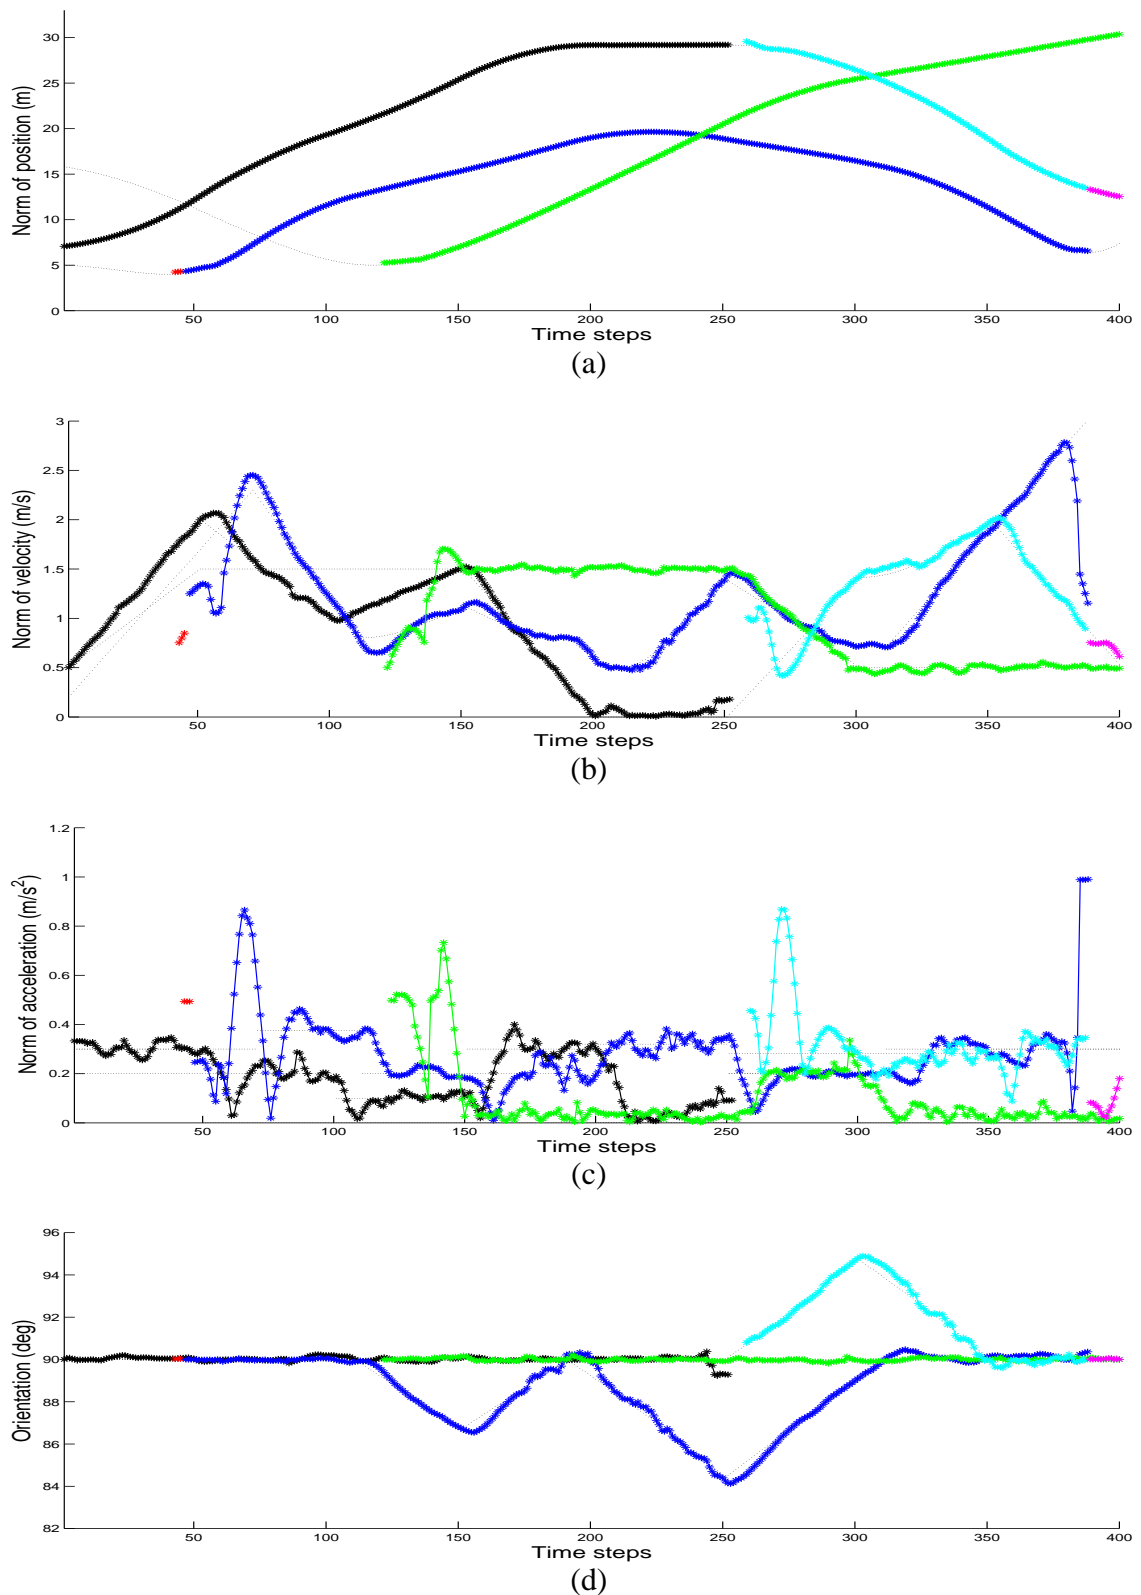 30
25
20
15
10
5
0
Norm of position (m)
50 100 150 200 250 300 350 400
Time steps
(a)
3
2.5
2
1.5
1
0.5
0
Norm of velocity (m/s)
50 100 150 200 250 300 350 400
Time steps
(b)
1.2
1
0.8
0.6
0.4
0.2
0
Norm of acceleration (m/s²)
50 100 150 200 250 300 350 400
Time steps
(c)
96
94
92
90
88
86
84
82
Orientation (deg)
50 100 150 200 250 300 350 400
Time steps
(d)